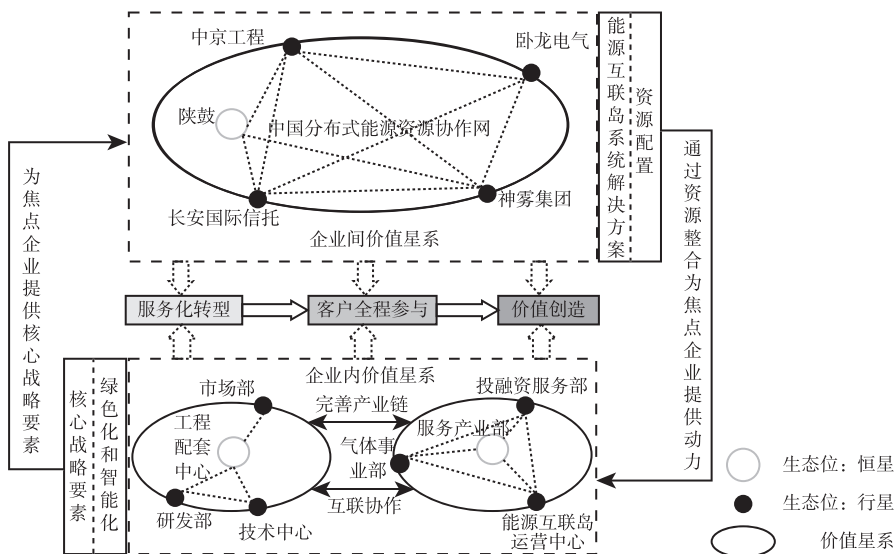 中京工程
卧龙电气
陕鼓
中国分布式能源资源协作网
长安国际信托
神雾集团
企业间价值星系
能源互联岛系统解决方案
资源配置
为焦点企业提供核心战略要素
通过资源整合为焦点企业提供动力
服务化转型
客户全程参与
价值创造
核心战略要素
绿色化和智能化
企业内价值星系
市场部
工程
配套
中心
研发部
技术中心
完善产业链
互联协作
投融资服务部
服务产业部
气体事
业部
能源互联岛
运营中心
生态位：恒星
生态位：行星
价值星系